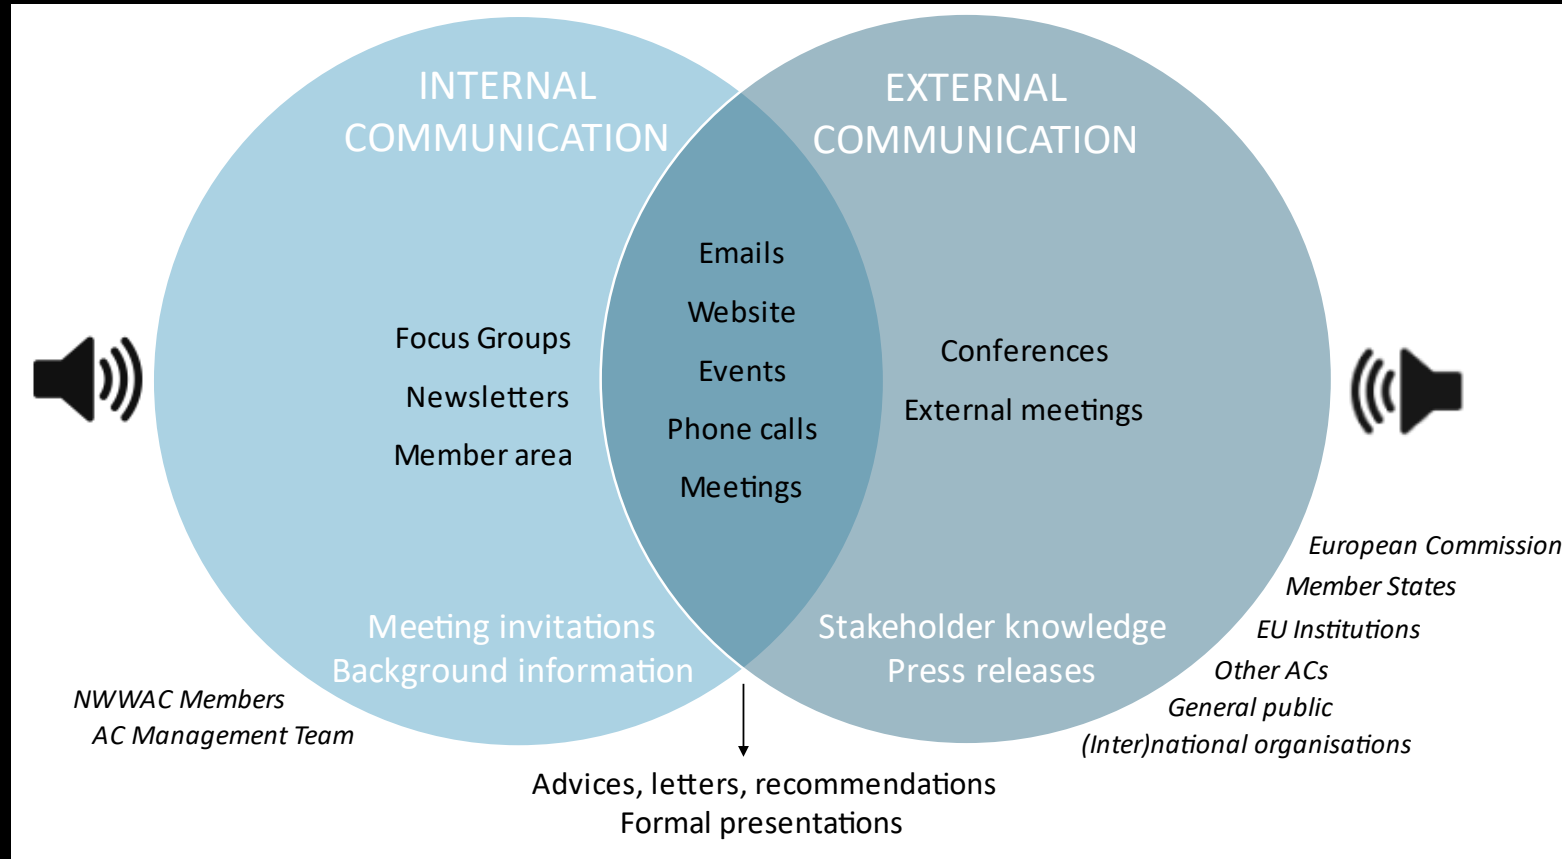 INTERNAL
COMMUNICATION
EXTERNAL
COMMUNICATION
Focus Groups
Newsletters
Member area
Emails
Website
Events
Phone calls
Meetings
Conferences
External meetings
Meeting invitations
Background information
Stakeholder knowledge
Press releases
NWWAC Members
AC Management Team
European Commission
Member States
EU Institutions
Other ACs
General public
(Inter)national organisations
Advices, letters, recommendations
Formal presentations